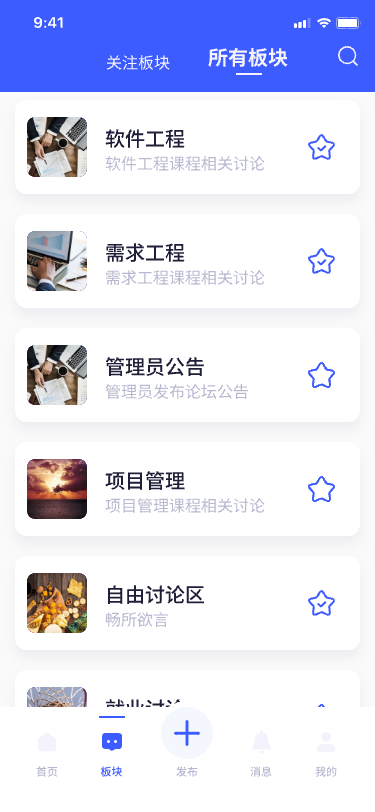 9:41
关注板块
所有板块
软件工程
软件工程课程相关讨论
需求工程
需求工程课程相关讨论
管理员公告
管理员发布论坛公告
项目管理
项目管理课程相关讨论
自由讨论区
畅所欲言
就业讨论
首页
板块
发布
消息
我的